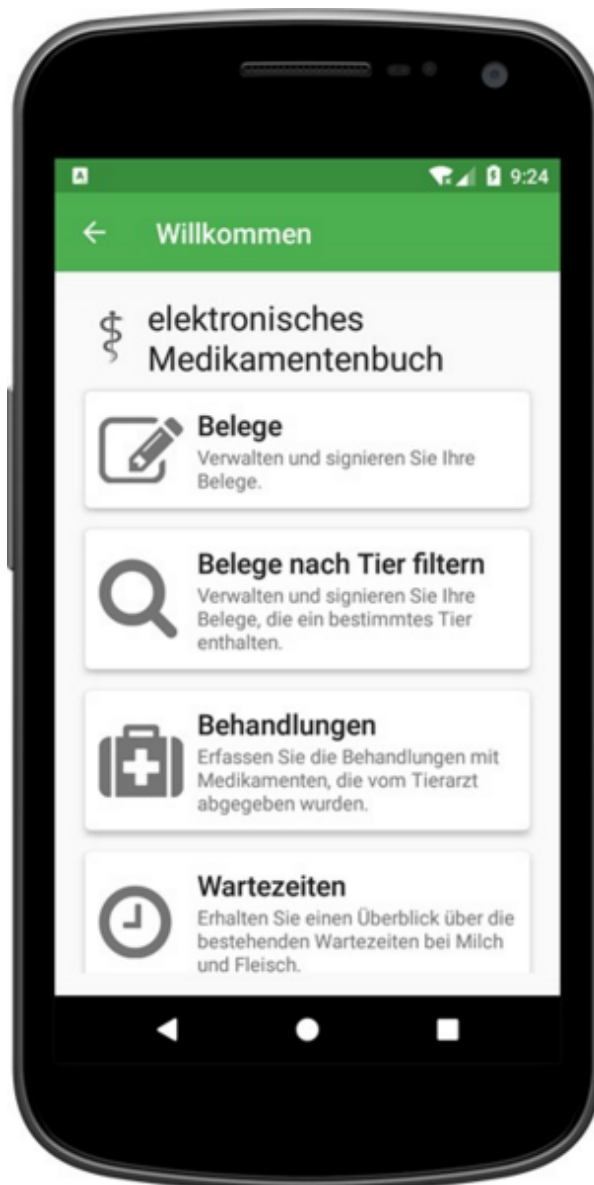 9:24
Willkommen
elektronisches
Medikamentenbuch
Belege
Verwalten und signieren Sie Ihre
Belege.
Belege nach Tier filtern
Verwalten und signieren Sie Ihre
Belege, die ein bestimmtes Tier
enthalten.
Behandlungen
Erfassen Sie die Behandlungen mit
Medikamenten, die vom Tierarzt
abgegeben wurden.
Wartezeiten
Erhalten Sie einen Überblick über die
bestehenden Wartezeiten bei Milch
und Fleisch.